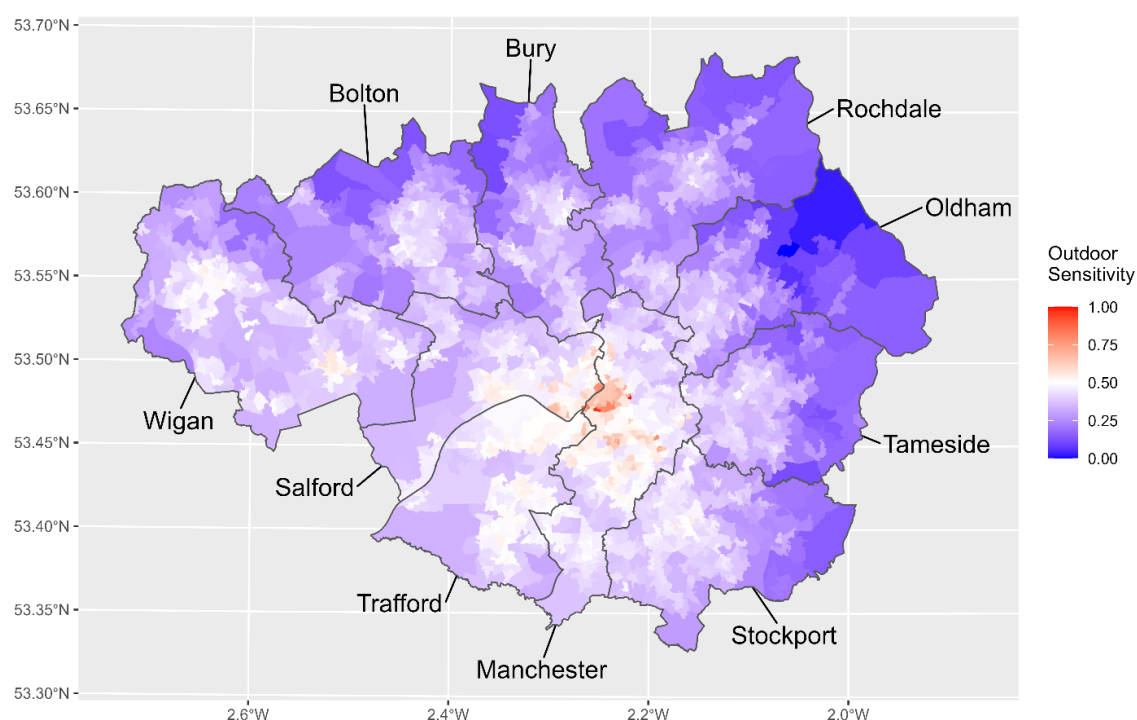 53.70°N
53.65°N
53.60°N
53.55°N
53.50°N
53.45°N
53.40°N
53.35°N
53.30°N
2.6°W
2.4°W
2.2°W
2.0°W
Bury
Bolton
Rochdale
Oldham
Wigan
Tameside
Salford
Trafford
Stockport
Manchester
Outdoor
Sensitivity
1.00
0.75
0.50
0.25
0.00